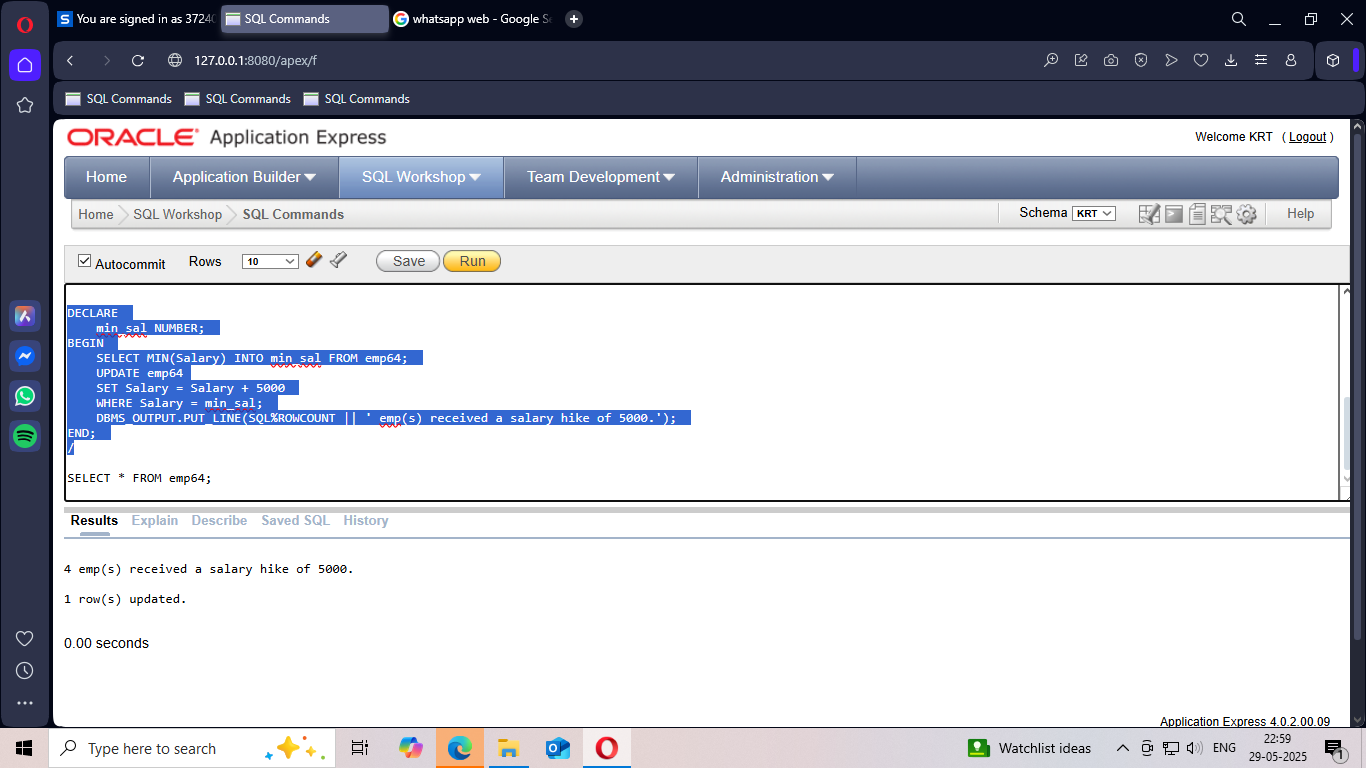 You are signed in as 3724
SQL Commands
whatsapp web - Google S
127.0.0.1:8080/apex/f
SQL Commands
SQL Commands
SQL Commands
ORACLE Application Express
Welcome KRT ( Logout )
Home
Application Builder
SQL Workshop
Team Development
Administration
Home
SQL Workshop
SQL Commands
Schema
KRT
Help
Autocommit
Rows
10
Save
Run
DECLARE
min_sal NUMBER;
BEGIN
SELECT MIN(Salary) INTO min_sal FROM emp64;
UPDATE emp64
SET Salary = Salary + 5000
WHERE Salary = min_sal;
DBMS_OUTPUT.PUT_LINE(SQL%ROWCOUNT || ' emp(s) received a salary hike of 5000.');
END;
/
SELECT * FROM emp64;
Results
Explain
Describe
Saved SQL
History
4 emp(s) received a salary hike of 5000.
1 row(s) updated.
0.00 seconds
Application Express 4.0.2.00.09
Type here to search
Watchlist ideas
ENG
22:59
29-05-2025
1